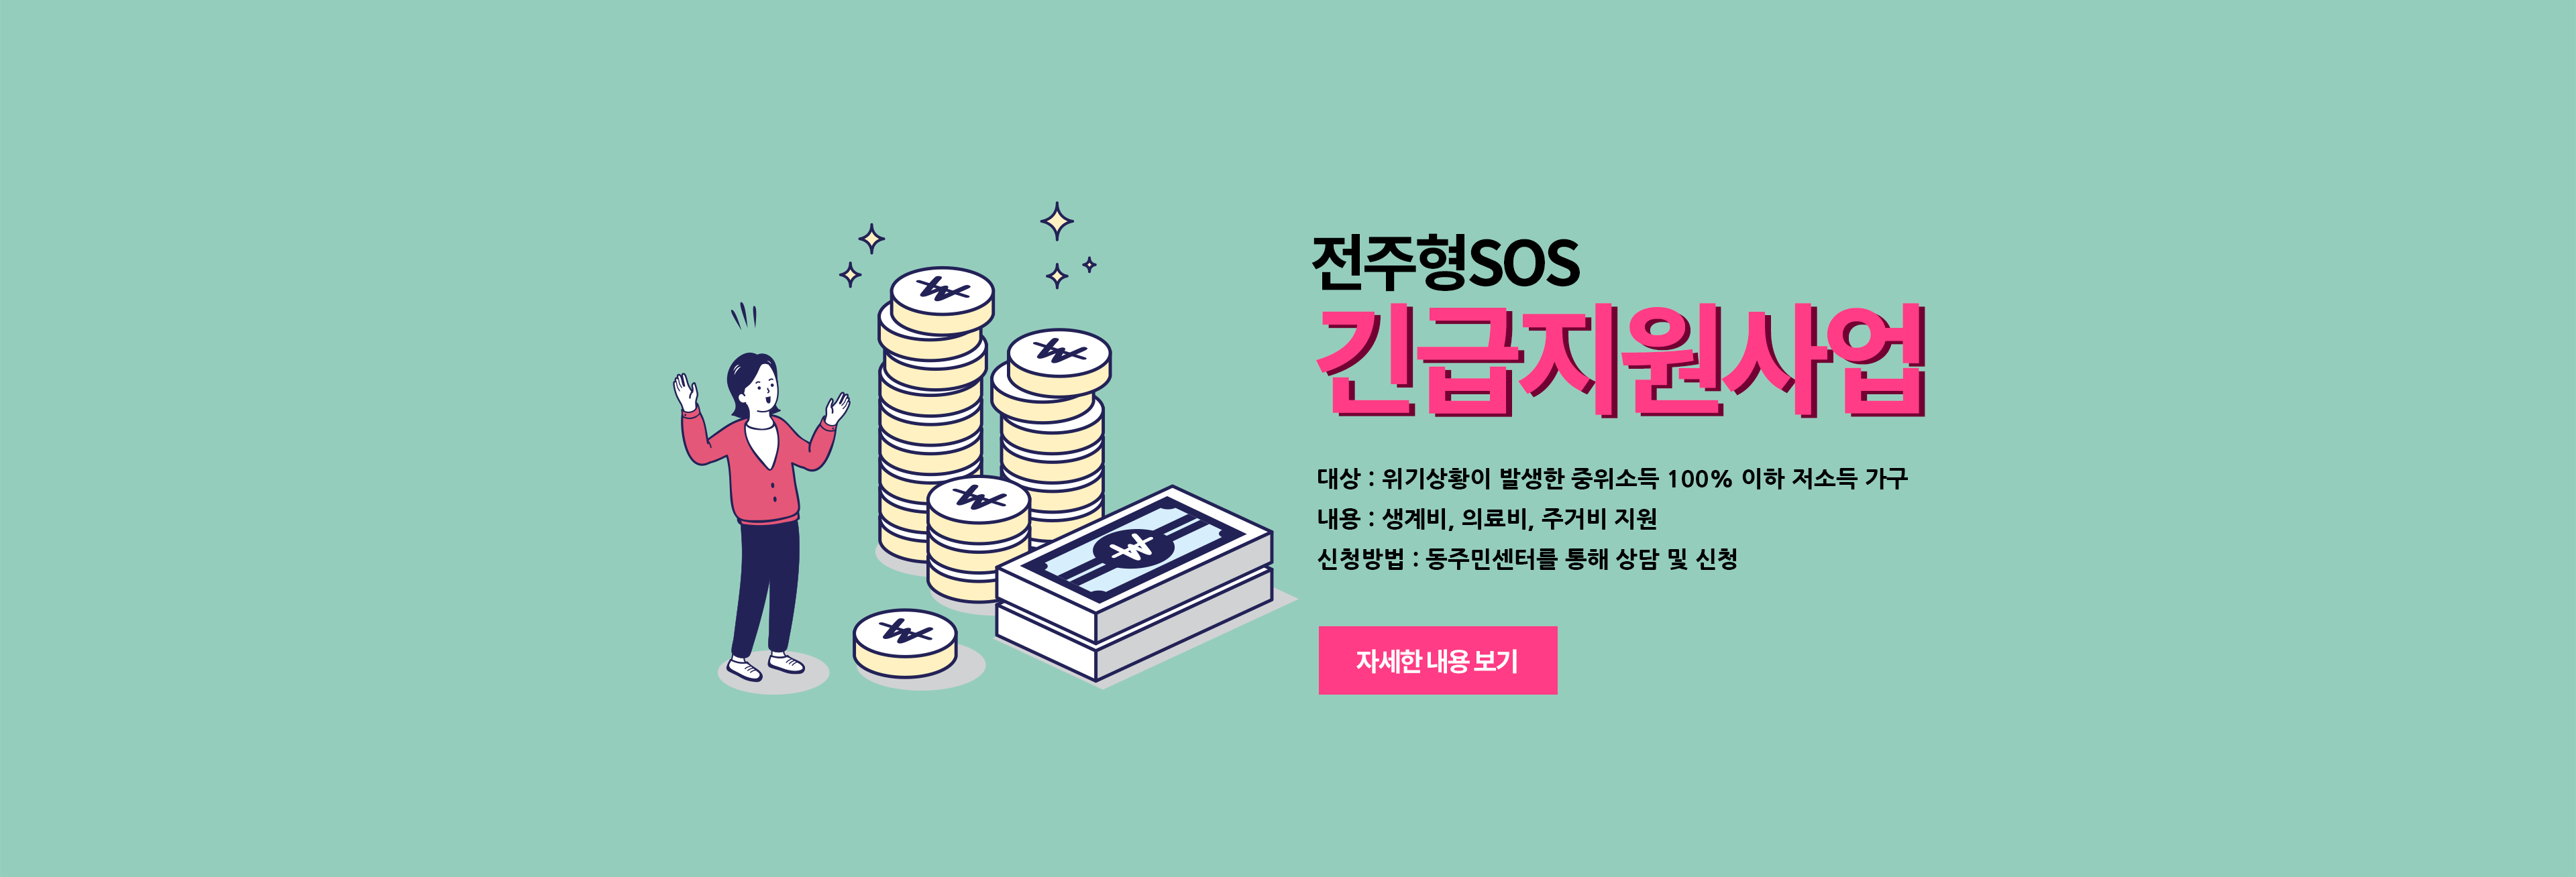 전주형SOS
긴급지원사업
대상 : 위기상황이 발생한 중위소득 100% 이하 저소득 가구
내용 : 생계비, 의료비, 주거비 지원
신청방법 : 동주민센터를 통해 상담 및 신청
자세한 내용 보기